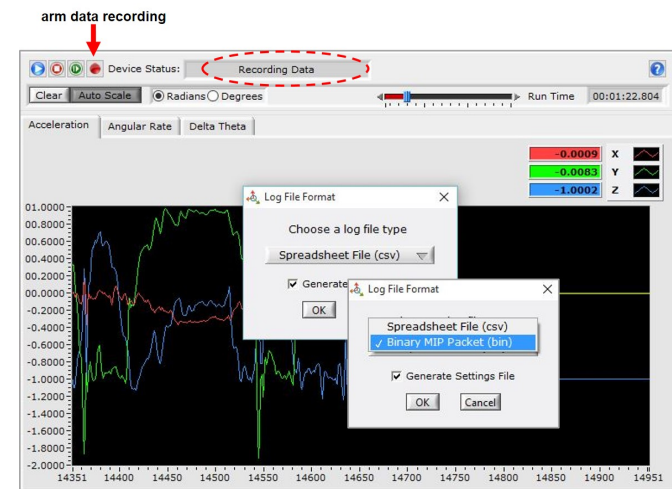 arm data recording
Device Status: Recording Data
Clear Auto Scale Radians Degrees Run Time 00:01:22.804
Acceleration Angular Rate Delta Theta
-0.0009 X
-0.0083 Y
-1.0002 Z
Log File Format
Choose a log file type
Spreadsheet File (csv)
Generate
OK
Log File Format
Spreadsheet File (csv)
✓ Binary MIP Packet (bin)
Generate Settings File
OK Cancel
01.0000
00.8000
00.6000
00.4000
00.2000
00.0000
-0.2000
-0.4000
-0.6000
-0.8000
-1.0000
-1.2000
-1.4000
-1.6000
-1.8000
-2.0000
14351 14400 14450 14500 14550 14600 14650 14700 14750 14800 14850 14900 14951